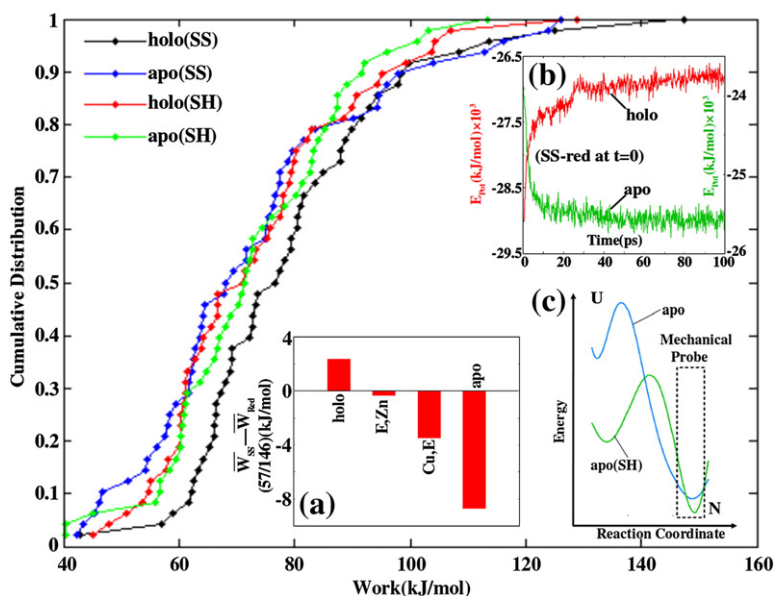 Cumulative Distribution
1
0.9
0.8
0.7
0.6
0.5
0.4
0.3
0.2
0.1
0
40
60
80
100
120
140
160
Work(kJ/mol)
holo(SS)
apo(SS)
holo(SH)
apo(SH)
(b)
-26.5
-27.5
-28.5
-29.5
E_Pot(kJ/mol)×10³
holo
(SS-red at t=0)
apo
-24
-25
-26
E_Pot(kJ/mol)×10³
0
20
40
60
80
100
Time(ps)
(a)
W_SS—W_Red
(57/146)(kJ/mol)
4
0
-4
-8
holo
E,Zn
Cu,E
apo
(c)
U
apo
Mechanical
Probe
Energy
apo(SH)
N
Reaction Coordinate